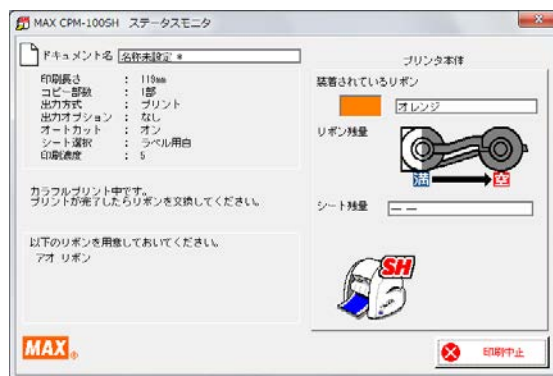 MAX CPM-100SH ステータスモニタ
ドキュメント名 名称未設定 *
印刷長さ : 119mm
コピー部数 : 1部
出力方式 : プリント
出力オプション : なし
オートカット : オン
シート選択 : ラベル用白
印刷濃度 : 5
カラフルプリント中です。
プリントが完了したらリボンを交換してください。
以下のリボンを用意しておいてください。
アオ リボン
プリンタ本体
装着されているリボン
オレンジ
リボン残量
満 空
シート残量 ― ―
SH
MAX®
印刷中止